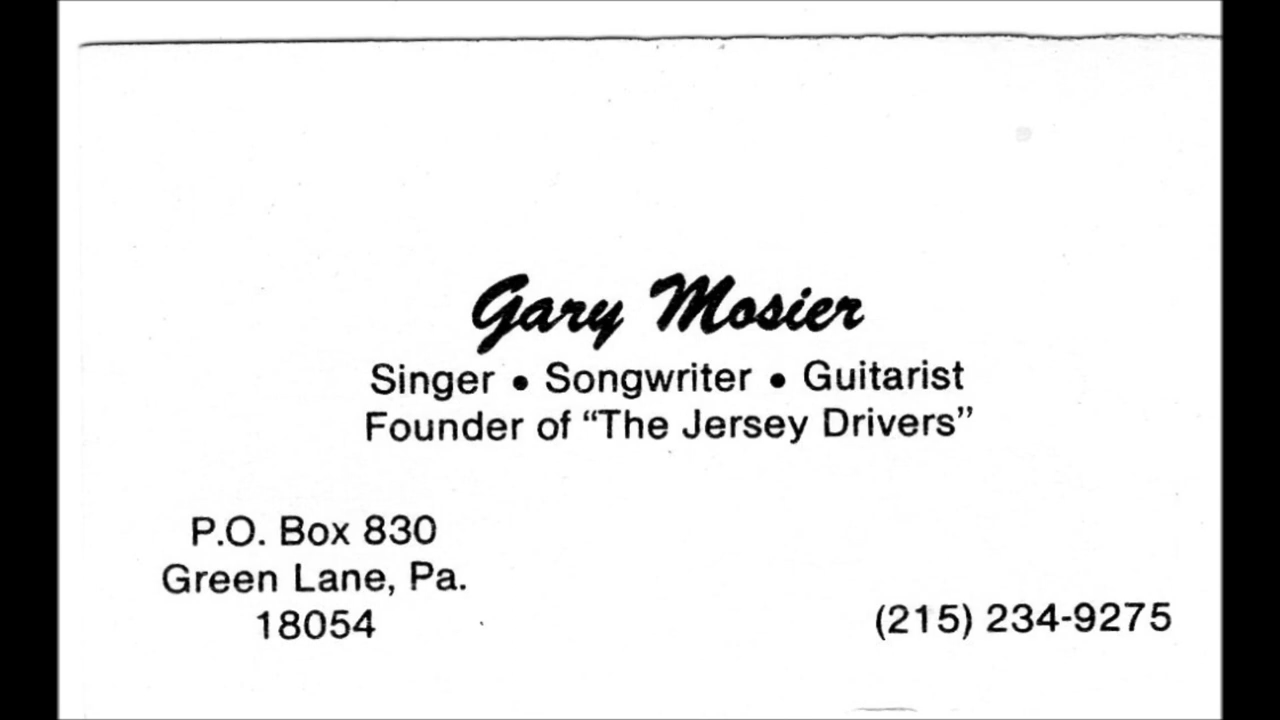 Gary Mosier
Singer • Songwriter • Guitarist
Founder of “The Jersey Drivers”
P.O. Box 830
Green Lane, Pa.
18054
(215) 234-9275